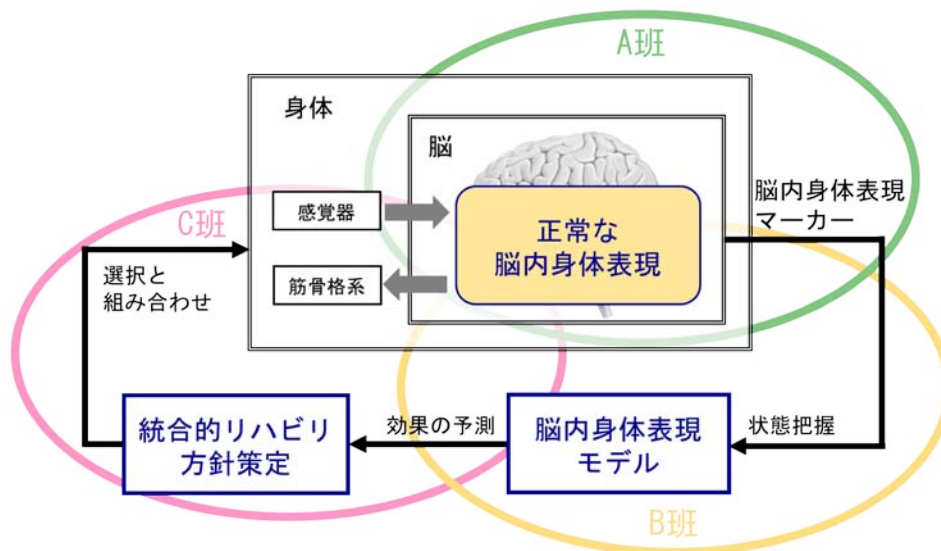 A班
身体
脳
感覚器
正常な
脳内身体表現
筋骨格系
脳内身体表現
マーカー
C班
選択と
組み合わせ
統合的リハビリ
方針策定
効果の予測
脳内身体表現
モデル
状態把握
B班